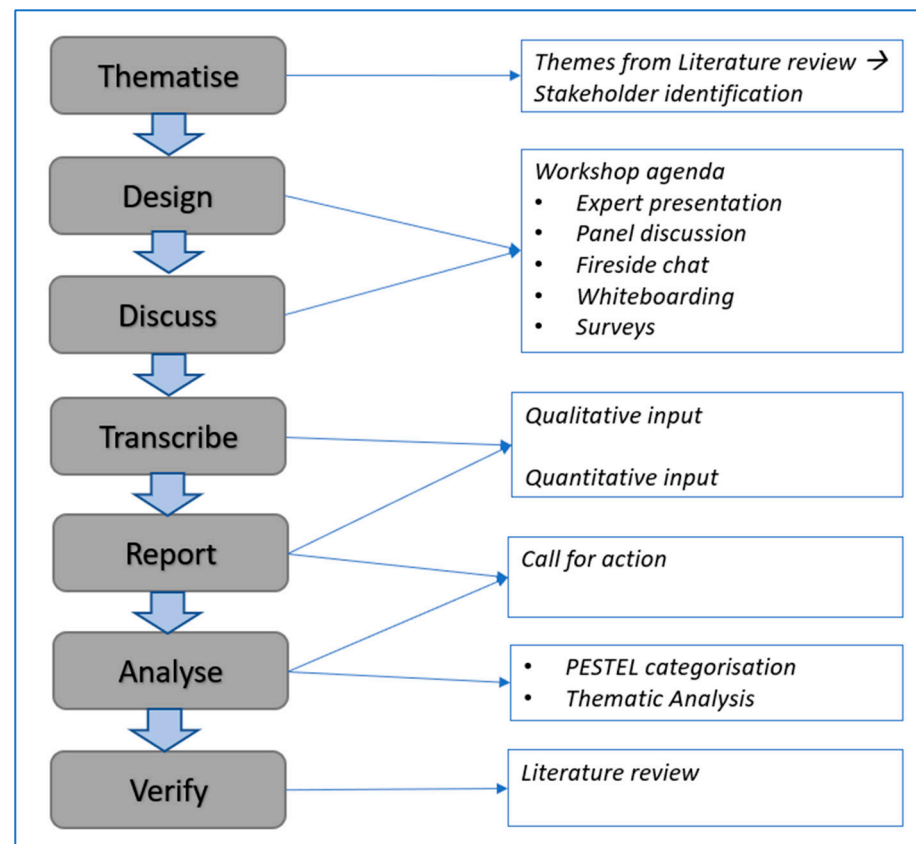 Thematise
Themes from Literature review →
Stakeholder identification
Design
Workshop agenda
• Expert presentation
• Panel discussion
• Fireside chat
• Whiteboarding
• Surveys
Discuss
Transcribe
Qualitative input
Quantitative input
Report
Call for action
Analyse
• PESTEL categorisation
• Thematic Analysis
Verify
Literature review